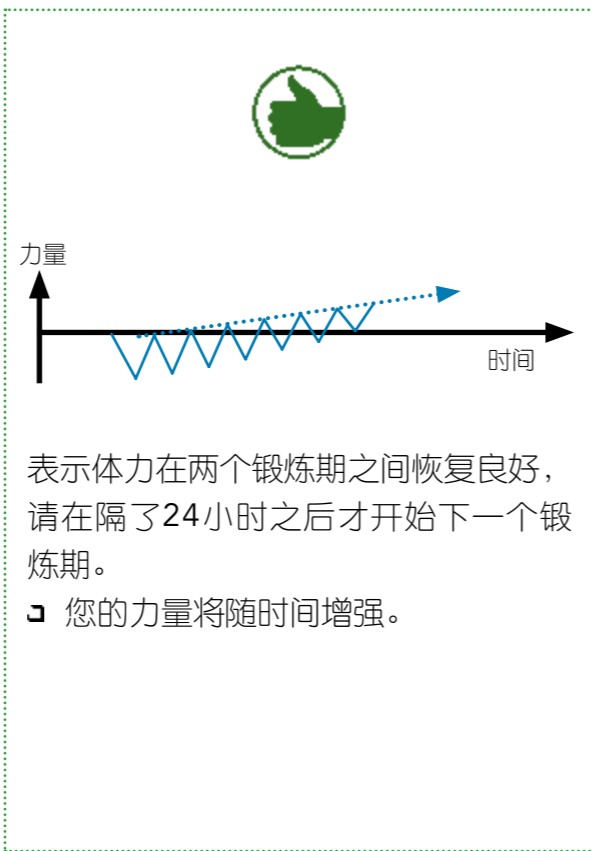 力量
时间
表示体力在两个锻炼期之间恢复良好，
请在隔了24小时之后才开始下一个锻
炼期。
您的力量将随时间增强。